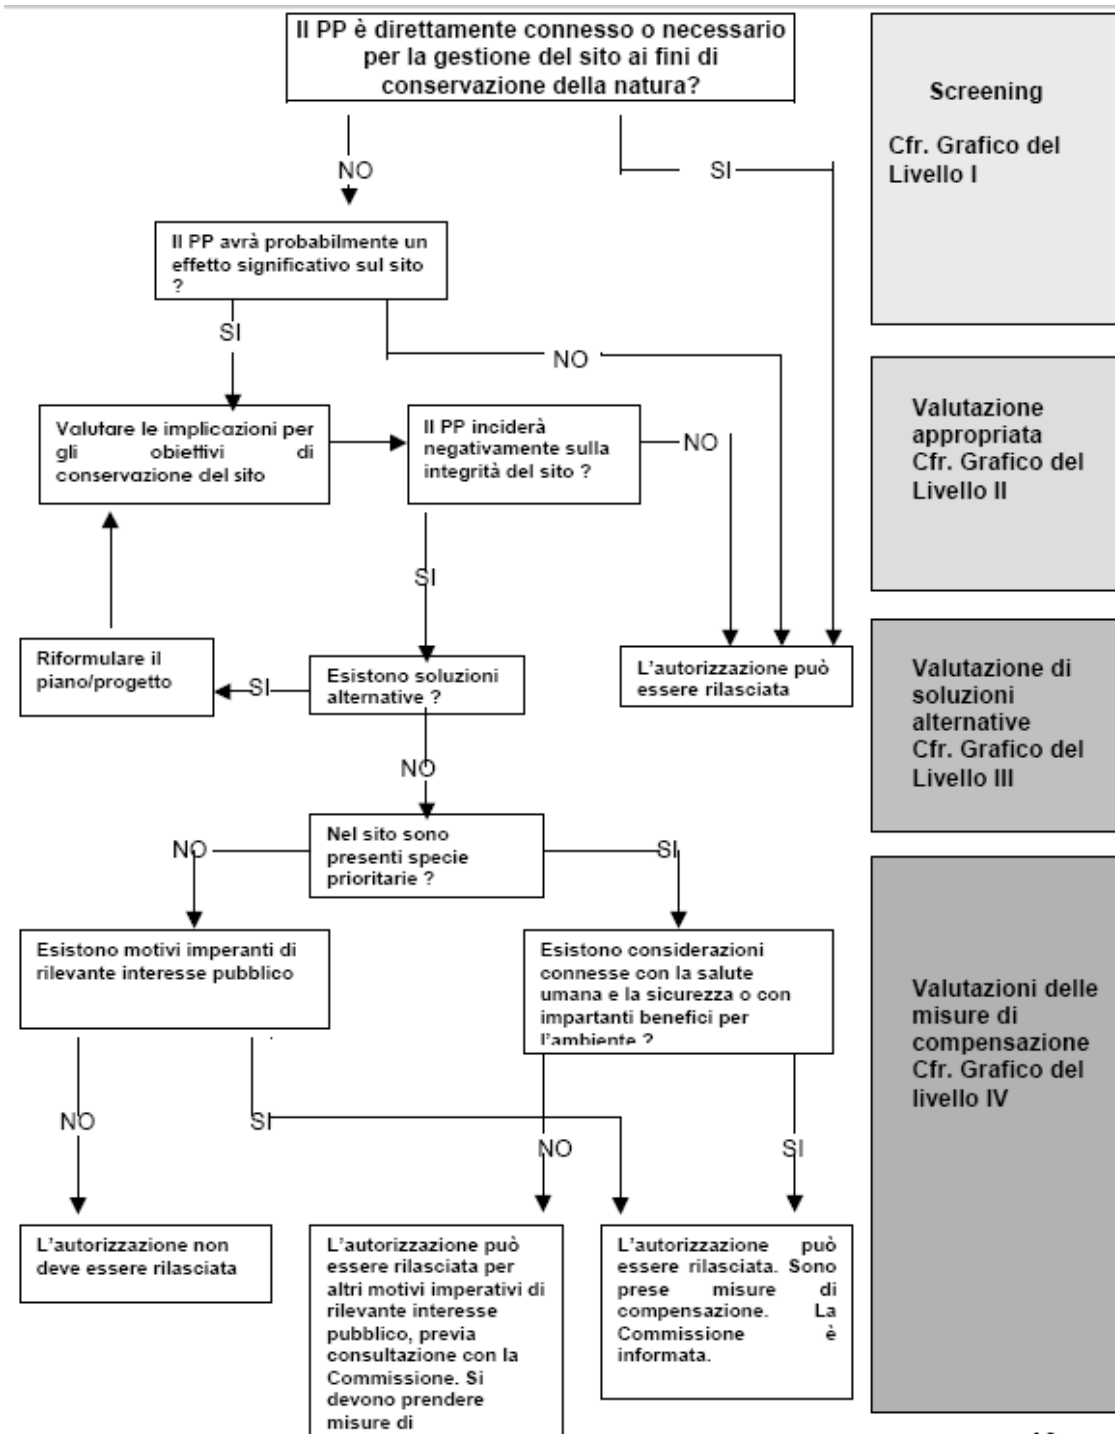 Il PP è direttamente connesso o necessario
per la gestione del sito ai fini di
conservazione della natura?
Screening
Cfr. Grafico del
Livello I
NO
SI
Il PP avrà probabilmente un
effetto significativo sul sito
?
SI
NO
Valutare le implicazioni per
gli obiettivi di
conservazione del sito
Il PP inciderà
negativamente sulla
integrità del sito ?
NO
Valutazione
appropriata
Cfr. Grafico del
Livello II
SI
Riformulare il
piano/progetto
SI
Esistono soluzioni
alternative ?
L'autorizzazione può
essere rilasciata
Valutazione di
soluzioni
alternative
Cfr. Grafico del
Livello III
NO
Nel sito sono
presenti specie
prioritarie ?
NO
SI
Esistono motivi imperanti di
rilevante interesse pubblico
Esistono considerazioni
connesse con la salute
umana e la sicurezza o con
impartanti benefici per
l'ambiente ?
Valutazioni delle
misure di
compensazione
Cfr. Grafico del
livello IV
NO
SI
NO
SI
L'autorizzazione non
deve essere rilasciata
L'autorizzazione può
essere rilasciata per
altri motivi imperativi di
rilevante interesse
pubblico, previa
consultazione con la
Commissione. Si
devono prendere
misure di
L'autorizzazione può
essere rilasciata. Sono
prese misure di
compensazione. La
Commissione è
informata.